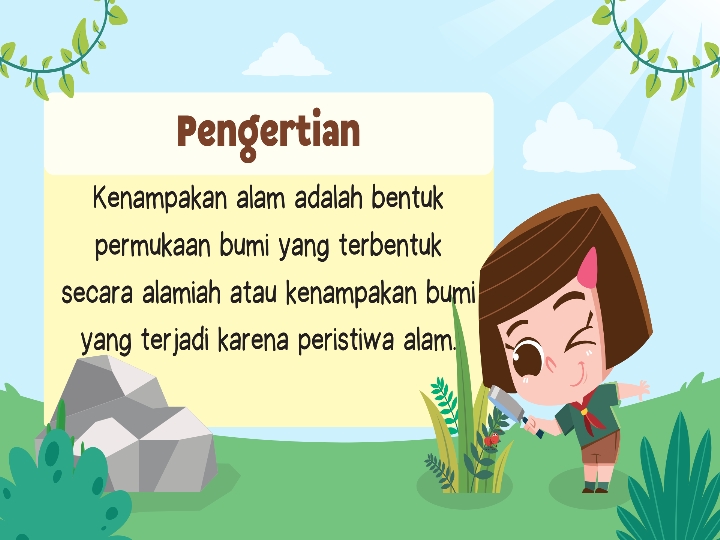 Pengertian
Kenampakan alam adalah bentuk
permukaan bumi yang terbentuk
secara alamiah atau kenampakan bumi
yang terjadi karena peristiwa alam.